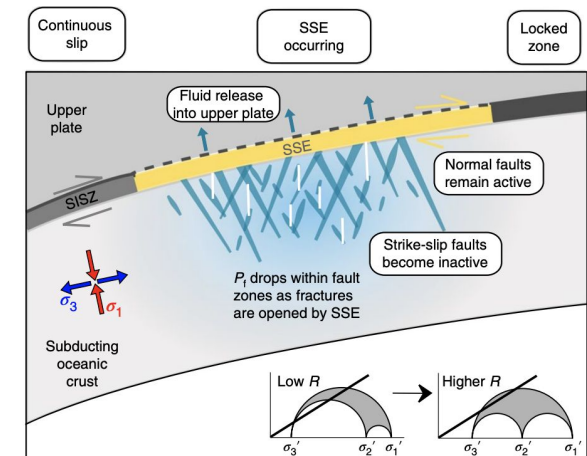 Continuous
slip
SSE
occurring
Locked
zone
Upper
plate
Fluid release
into upper plate
SSE
Normal faults
remain active
SISZ
Strike-slip faults
become inactive
σ₃
σ₁
Pf drops within fault
zones as fractures
are opened by SSE
Subducting
oceanic
crust
Low R
Higher R
σ₃′ σ₂′ σ₁′
σ₃′ σ₂′ σ₁′